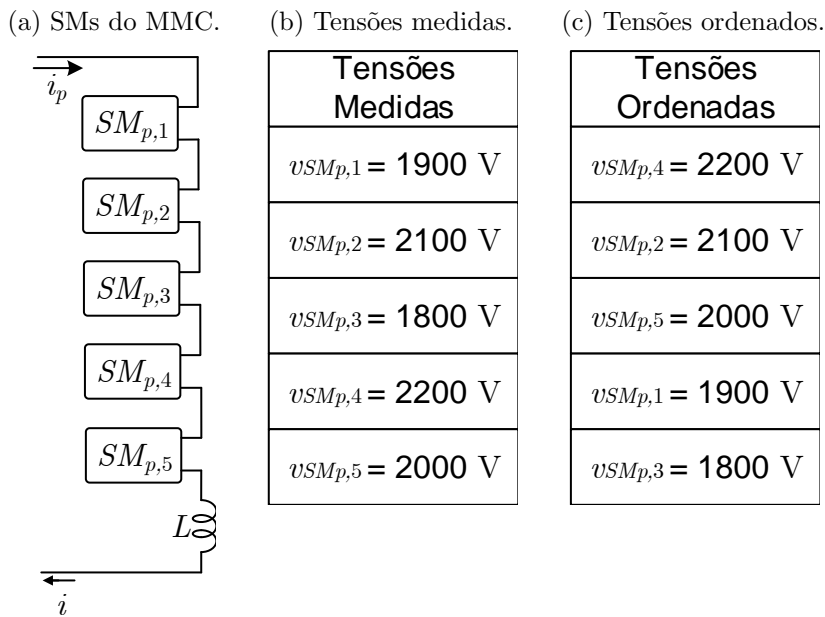 (a) SMs do MMC.
(b) Tensões medidas.
(c) Tensões ordenados.
i_p
SM_{p,1}
SM_{p,2}
SM_{p,3}
SM_{p,4}
SM_{p,5}
L
i
Tensões
Medidas
v_{SMp,1} = 1900 V
v_{SMp,2} = 2100 V
v_{SMp,3} = 1800 V
v_{SMp,4} = 2200 V
v_{SMp,5} = 2000 V
Tensões
Ordenadas
v_{SMp,4} = 2200 V
v_{SMp,2} = 2100 V
v_{SMp,5} = 2000 V
v_{SMp,1} = 1900 V
v_{SMp,3} = 1800 V